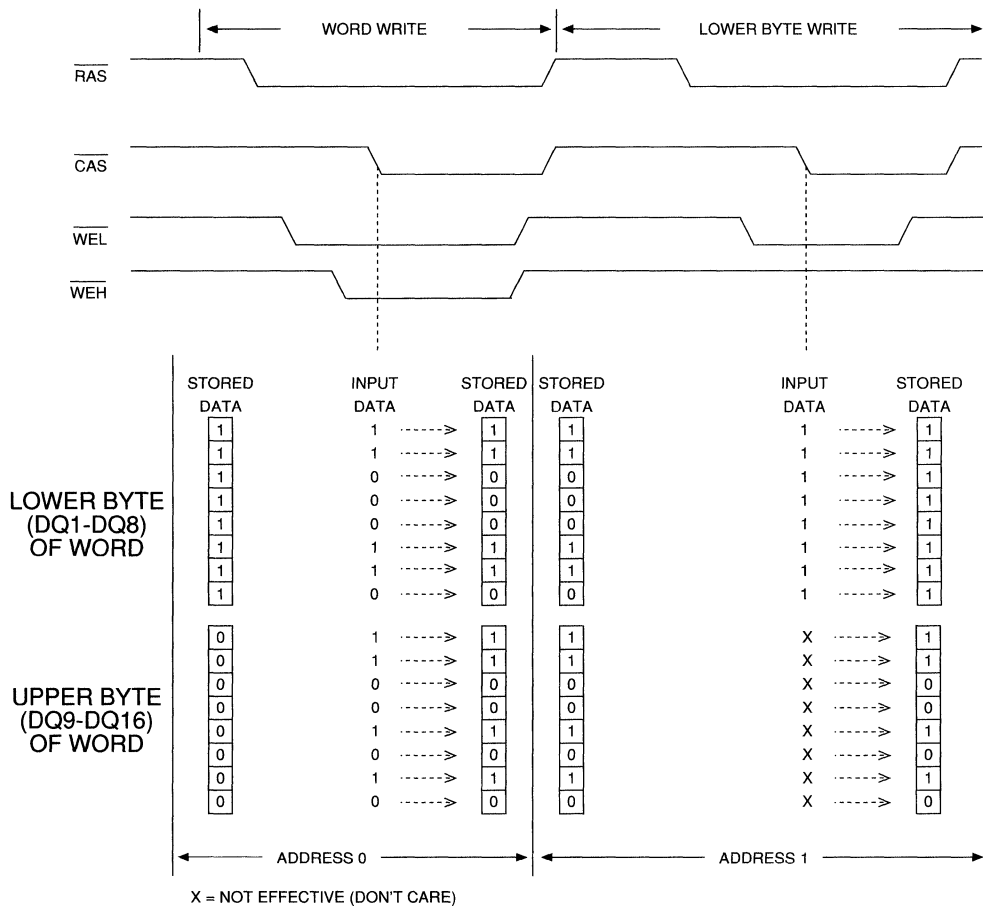 WORD WRITE LOWER BYTE WRITE
RAS
CAS
WEL
WEH
STORED INPUT STORED STORED INPUT STORED
DATA DATA DATA DATA DATA DATA
1 1 1 1 1 1
1 1 1 1 1 1
1 0 0 0 1 1
LOWER BYTE 1 0 0 0 1 1
(DQ1-DQ8) 1 0 0 0 1 1
OF WORD 1 1 1 1 1 1
1 1 1 1 1 1
1 0 0 0 1 1
0 1 1 1 X 1
0 1 1 1 X 1
0 0 0 0 X 0
UPPER BYTE 0 0 0 0 X 0
(DQ9-DQ16) 0 1 1 1 X 1
OF WORD 0 0 0 0 X 0
0 1 1 1 X 1
0 0 0 0 X 0
ADDRESS 0 ADDRESS 1
X = NOT EFFECTIVE (DON'T CARE)